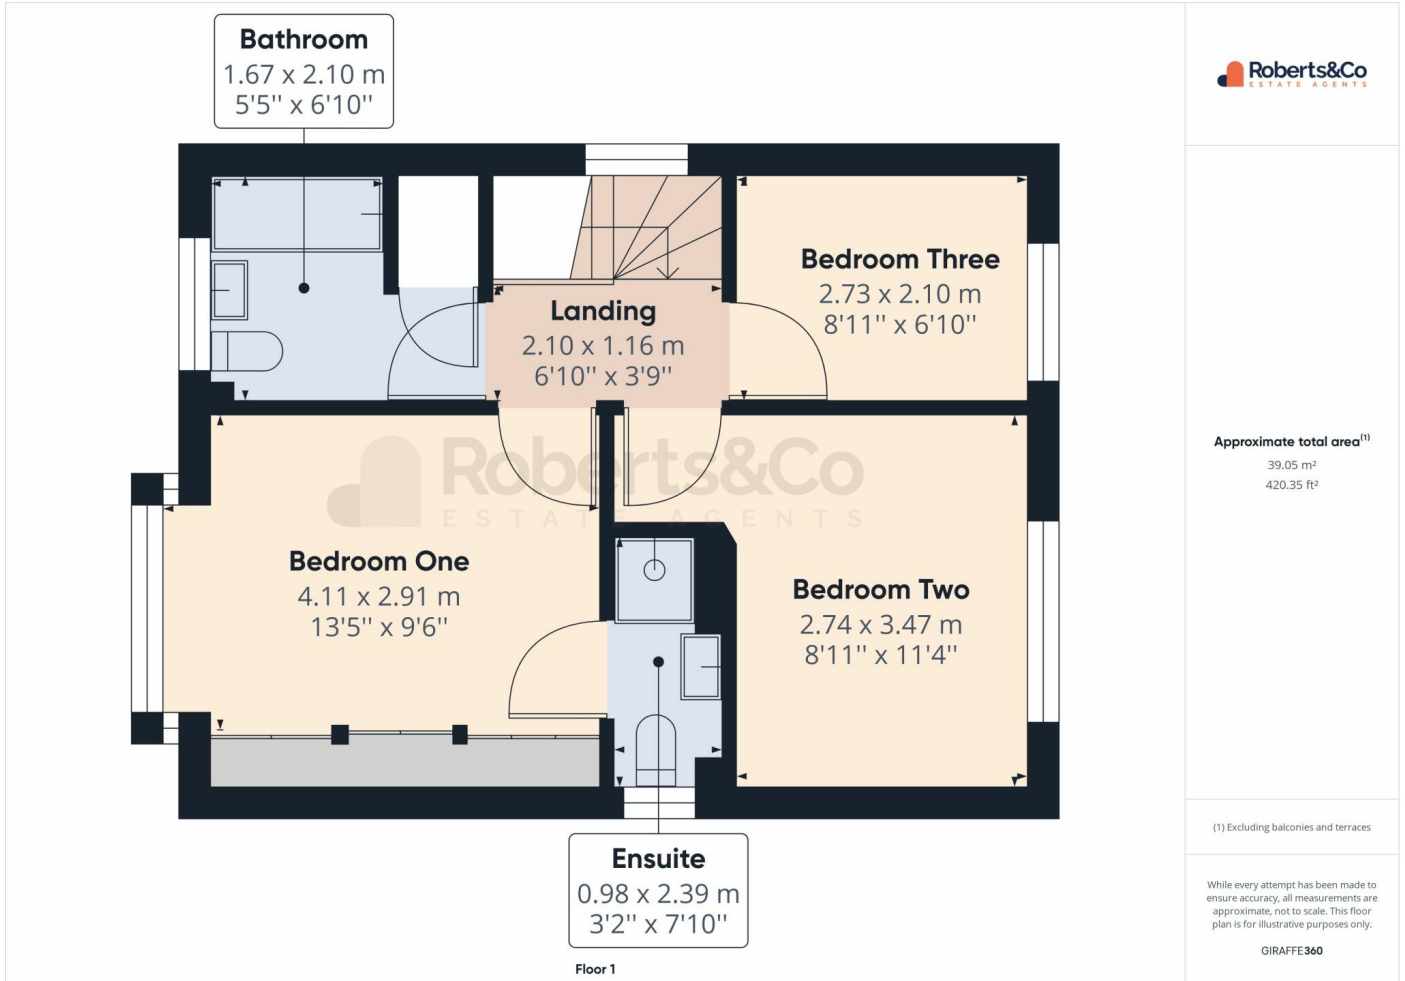 Bathroom
1.67 x 2.10 m
5'5'' x 6'10''
Roberts&Co
ESTATE AGENTS
Bedroom Three
2.73 x 2.10 m
8'11'' x 6'10''
Landing
2.10 x 1.16 m
6'10'' x 3'9''
Roberts&Co
ESTATE AGENTS
Approximate total area(1)
39.05 m²
420.35 ft²
Bedroom One
4.11 x 2.91 m
13'5'' x 9'6''
Bedroom Two
2.74 x 3.47 m
8'11'' x 11'4''
Ensuite
0.98 x 2.39 m
3'2'' x 7'10''
Floor 1
(1) Excluding balconies and terraces
While every attempt has been made to
ensure accuracy, all measurements are
approximate, not to scale. This floor
plan is for illustrative purposes only.
GIRAFFE360